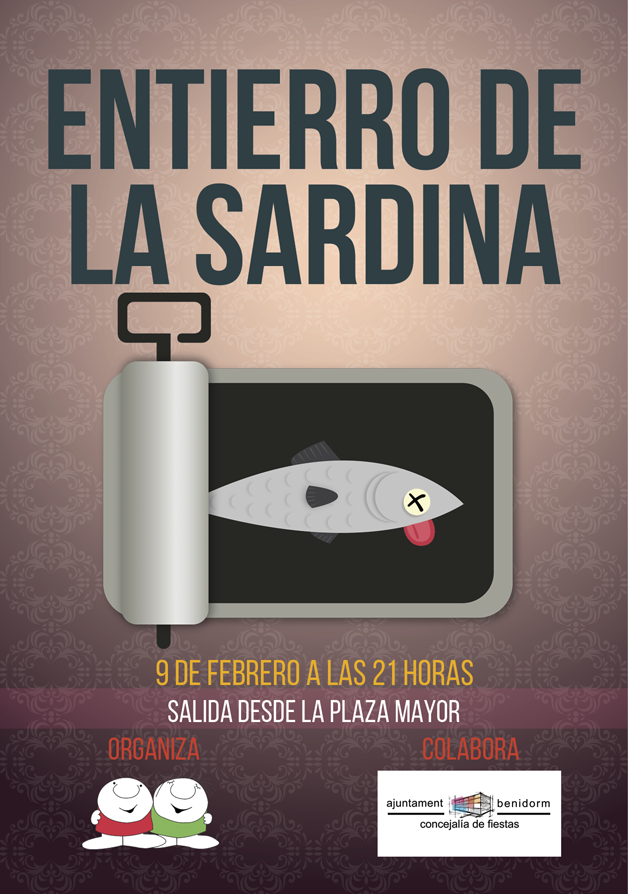 ENTIERRO DE
LA SARDINA
9 DE FEBRERO A LAS 21 HORAS
SALIDA DESDE LA PLAZA MAYOR
ORGANIZA
COLABORA
ajuntament benidorm
concejalía de fiestas